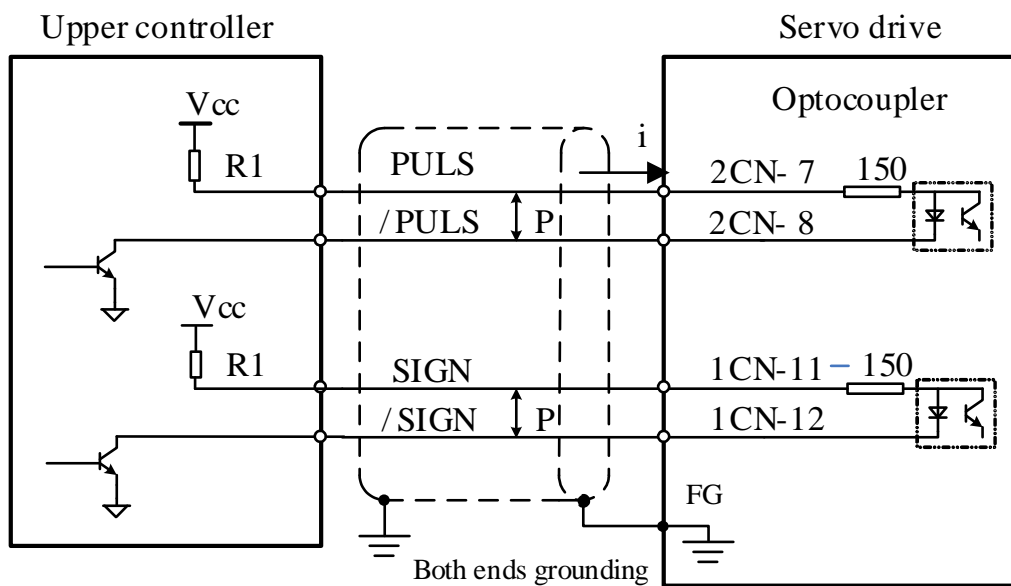 Upper controller
Servo drive
Optocoupler
Vcc
R1
PULS
i
2CN- 7
150
/PULS
P
2CN- 8
Vcc
R1
SIGN
1CN-11
150
/SIGN
P
1CN-12
FG
Both ends grounding